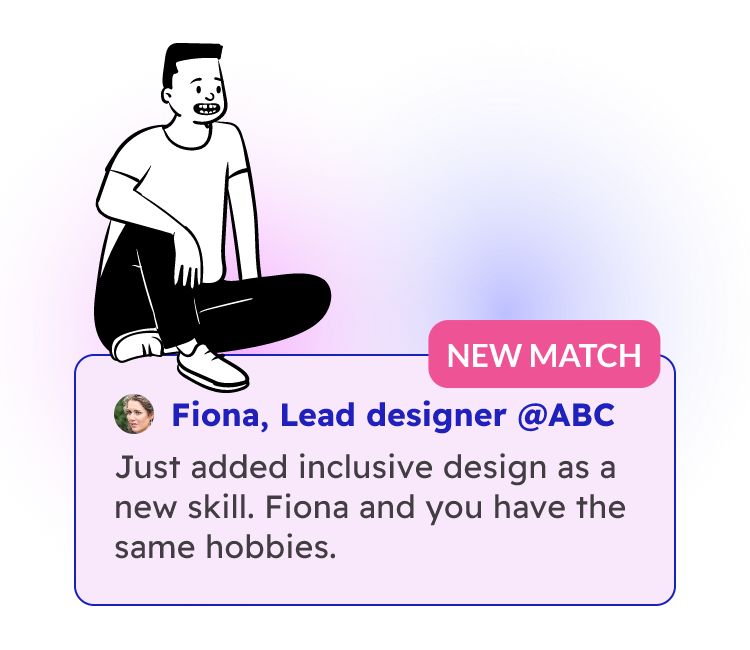 NEW MATCH
Fiona, Lead designer @ABC
Just added inclusive design as a
new skill. Fiona and you have the
same hobbies.